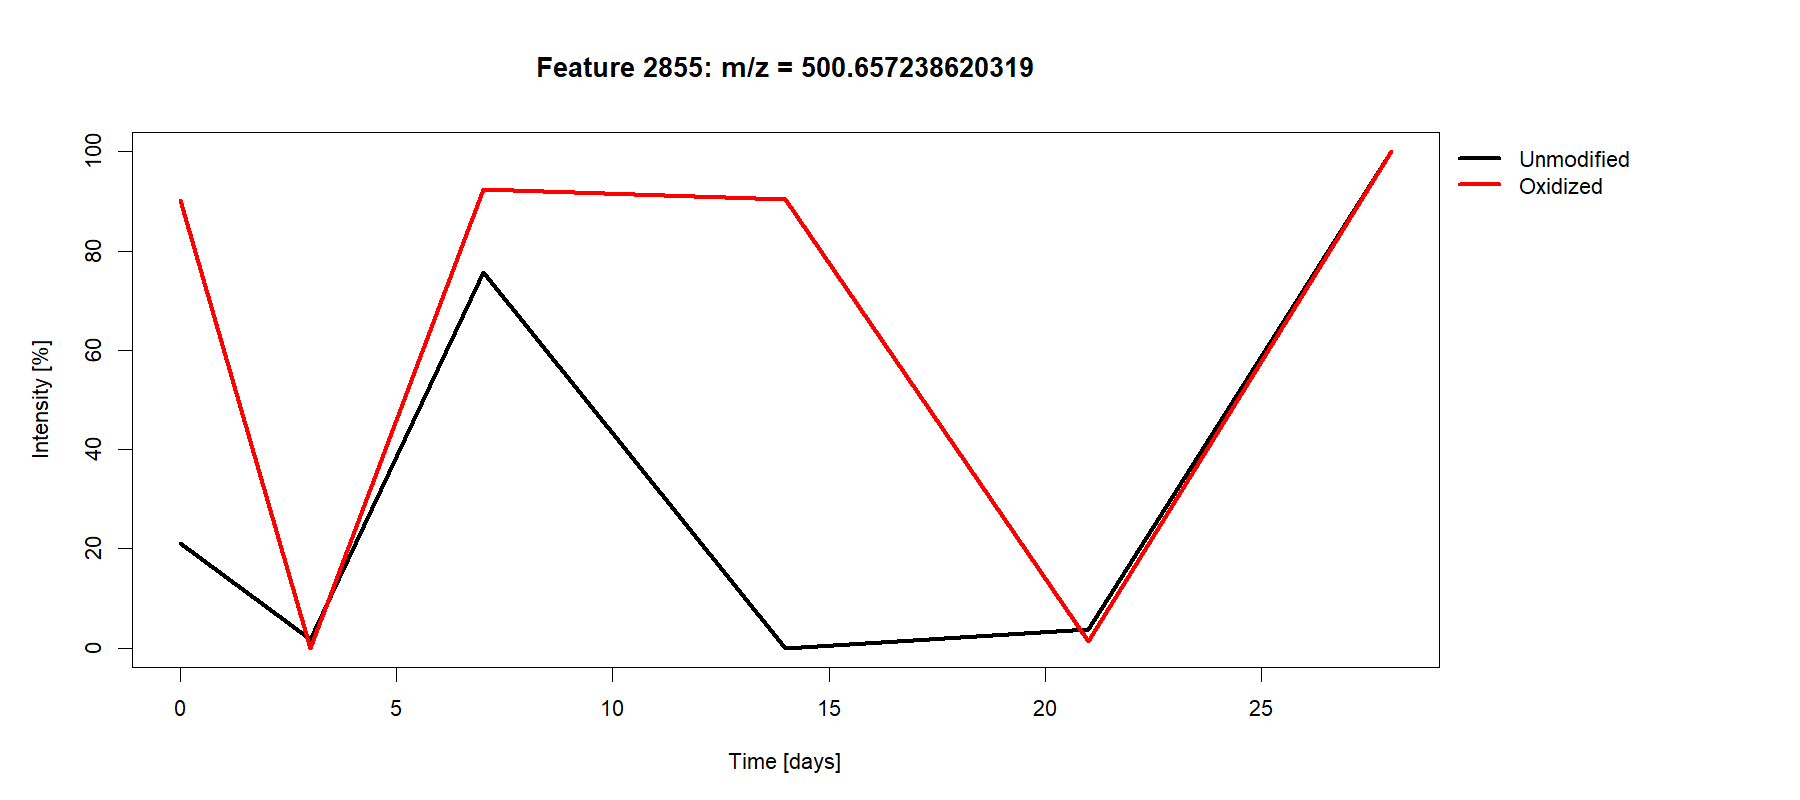 Feature 2855: m/z = 500.657238620319
Unmodified
Oxidized
Intensity [%]
100
80
60
40
20
0
0 5 10 15 20 25
Time [days]